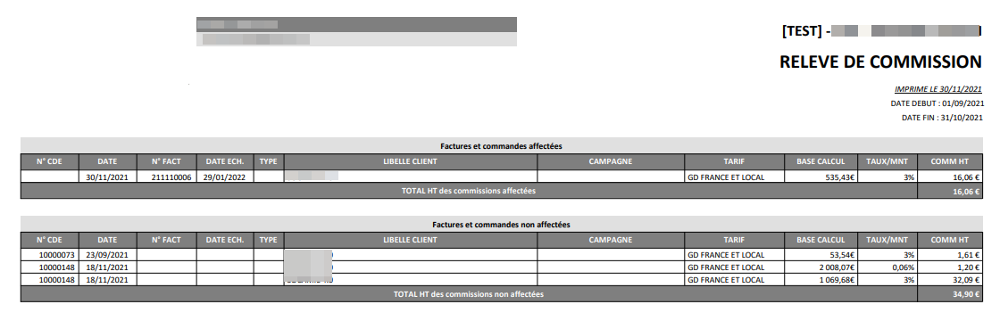 [TEST] -
RELEVE DE COMMISSION
IMPRIME LE 30/11/2021
DATE DEBUT : 01/09/2021
DATE FIN : 31/10/2021
Factures et commandes affectées
N° CDE DATE N° FACT DATE ECH. TYPE LIBELLE CLIENT CAMPAGNE TARIF BASE CALCUL TAUX/MNT COMM HT
30/11/2021 211110006 29/01/2022 GD FRANCE ET LOCAL 535,43€ 3% 16,06 €
TOTAL HT des commissions affectées 16,06 €
Factures et commandes non affectées
N° CDE DATE N° FACT DATE ECH. TYPE LIBELLE CLIENT CAMPAGNE TARIF BASE CALCUL TAUX/MNT COMM HT
10000073 23/09/2021 GD FRANCE ET LOCAL 53,54€ 3% 1,61 €
10000148 18/11/2021 GD FRANCE ET LOCAL 2 008,07€ 0,06% 1,20 €
10000148 18/11/2021 GD FRANCE ET LOCAL 1 069,68€ 3% 32,09 €
TOTAL HT des commissions non affectées 34,90 €